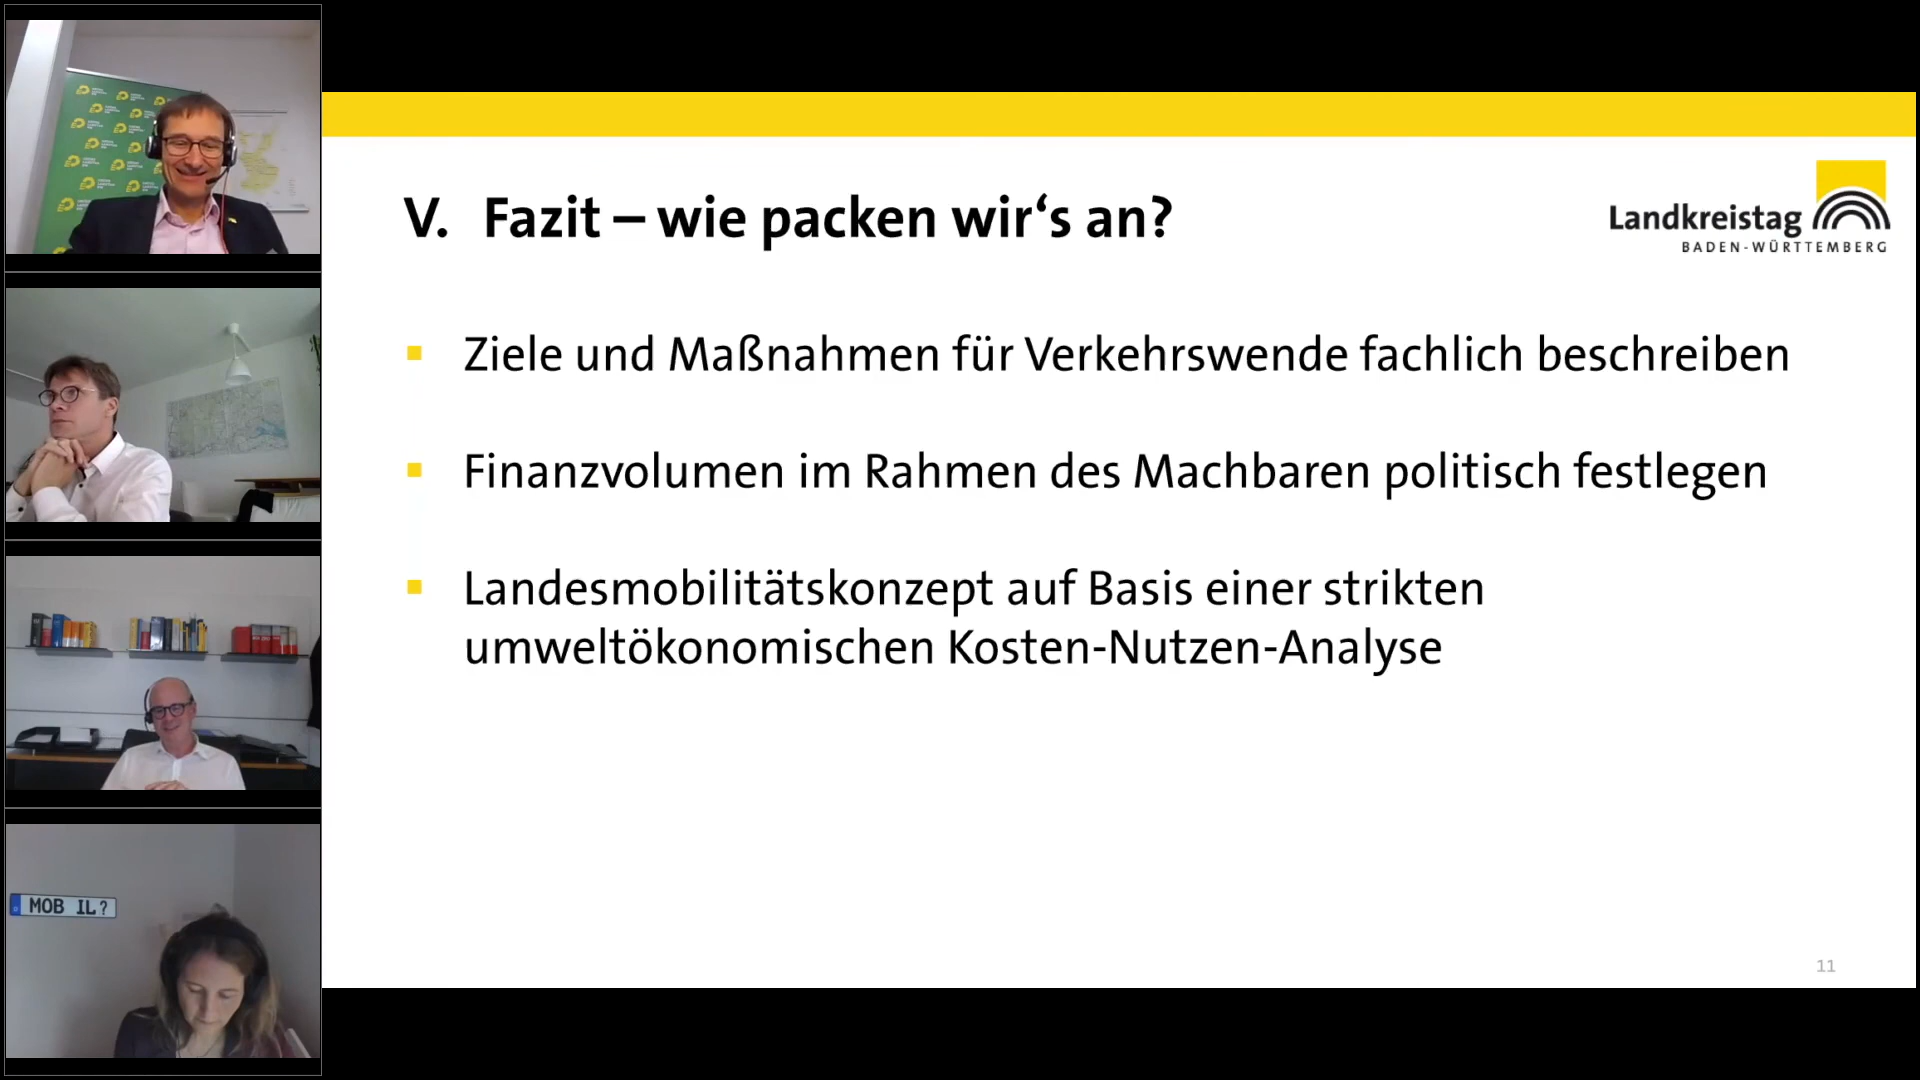 V. Fazit – wie packen wir‘s an?
Landkreistag
BADEN-WÜRTTEMBERG
▪ Ziele und Maßnahmen für Verkehrswende fachlich beschreiben
▪ Finanzvolumen im Rahmen des Machbaren politisch festlegen
▪ Landesmobilitätskonzept auf Basis einer strikten
umweltökonomischen Kosten-Nutzen-Analyse
MOB IL?
11